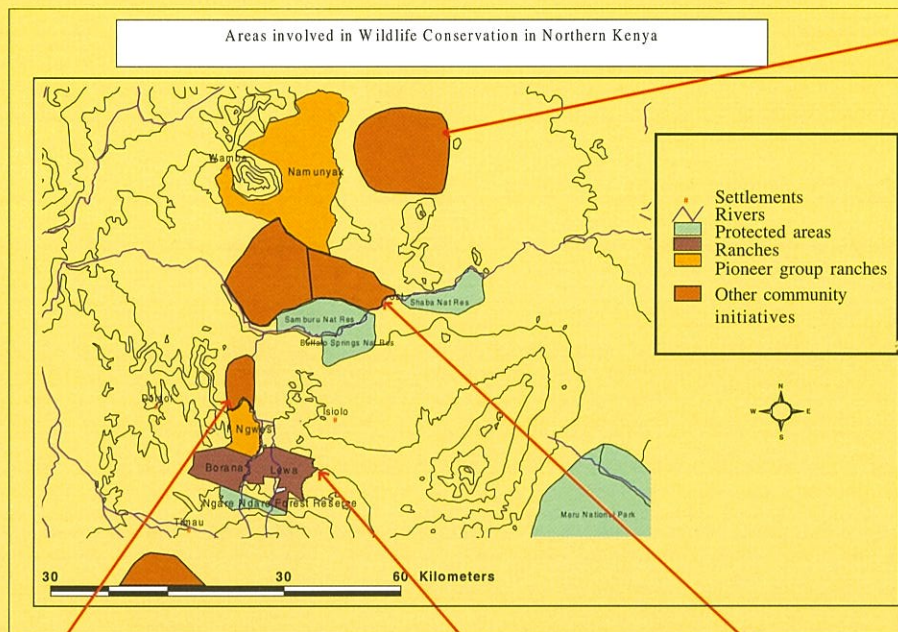 Areas involved in Wildlife Conservation in Northern Kenya
Wamba
Namunyak
Settlements
Rivers
Protected areas
Ranches
Pioneer group ranches
Other community
initiatives
Shaba Nat Res
Samburu Nat Res
Buffalo Springs Nat Res
N
W E
S
Isiolo
Ngwes
Borana
Lewa
Ngare Ndare Forest Reserve
Timau
Maru National Park
30 30 60 Kilometers